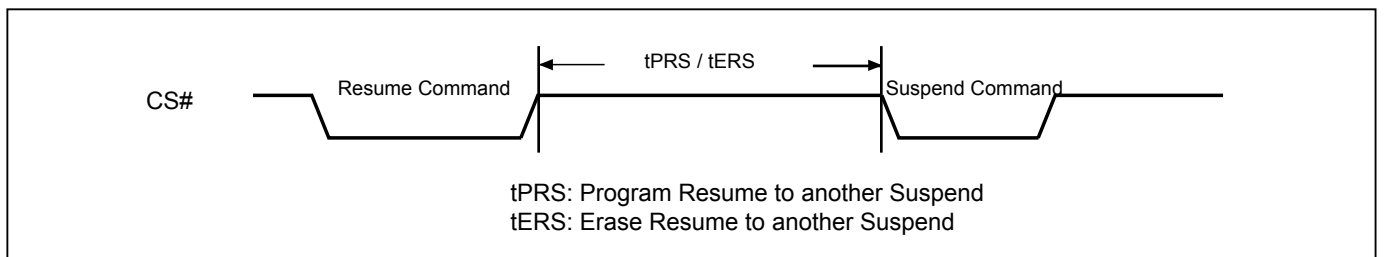 tPRS / tERS
Resume Command
Suspend Command
CS#
tPRS: Program Resume to another Suspend
tERS: Erase Resume to another Suspend